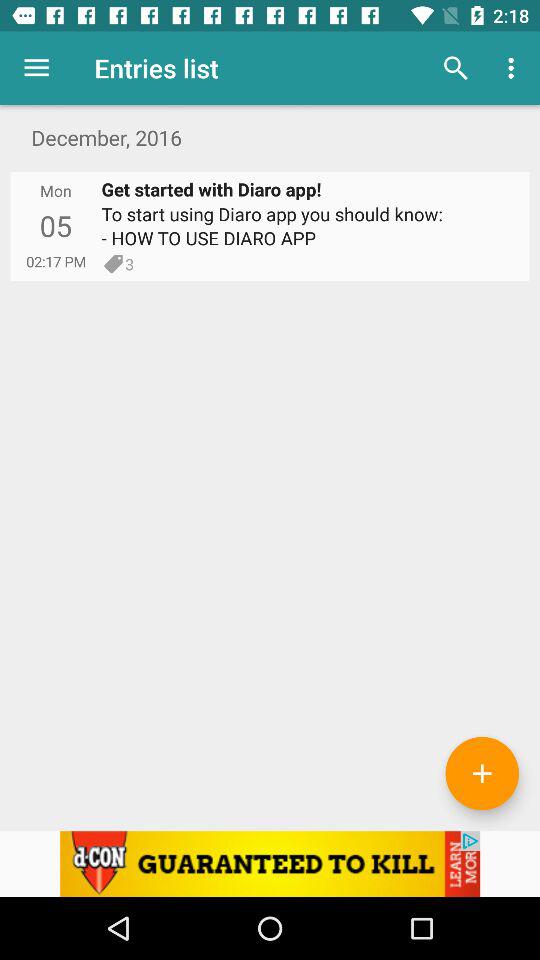 2:18
Entries list
December, 2016
Mon
05
02:17 PM
Get started with Diaro app!
To start using Diaro app you should know:
- HOW TO USE DIARO APP
3
d-CON
GUARANTEED TO KILL
LEARN
MORE